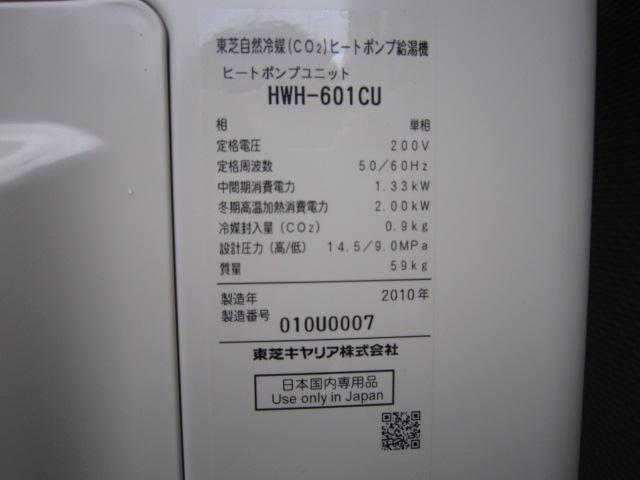 東芝自然冷媒(CO₂)ヒートポンプ給湯機
ヒートポンプユニット
HWH-601CU
相 単相
定格電圧 200V
定格周波数 50/60Hz
中間期消費電力 1.33kW
冬期高温加熱消費電力 2.00kW
冷媒封入量(CO₂) 0.9kg
設計圧力(高/低) 14.5/9.0MPa
質量 59kg
製造年 2010年
製造番号 010U0007
東芝キヤリア株式会社
日本国内専用品
Use only in Japan